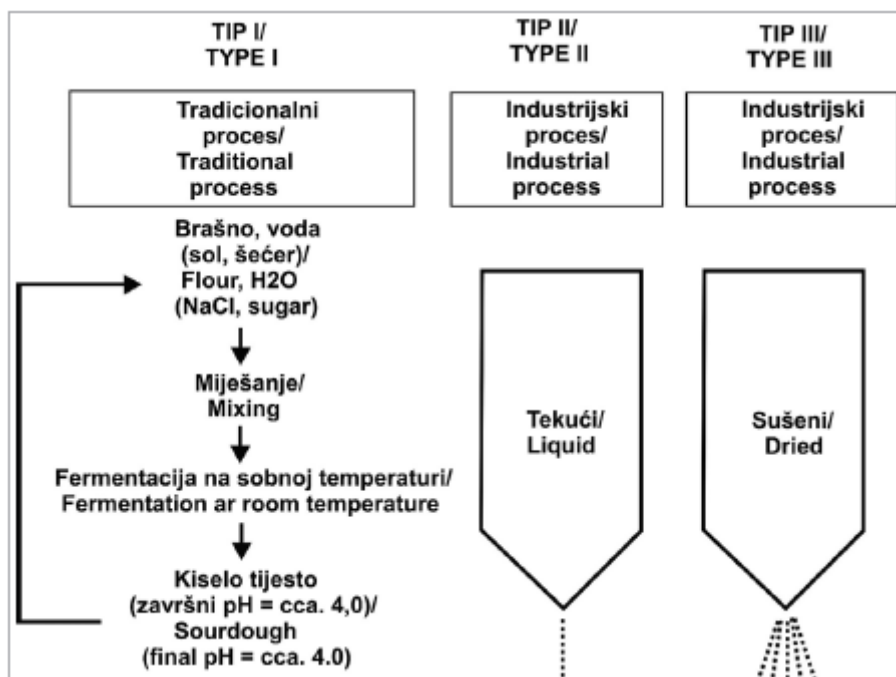 TIP I/
TYPE I
Tradicionalni
proces/
Traditional
process
Brašno, voda
(sol, šećer)/
Flour, H2O
(NaCl, sugar)
Miješanje/
Mixing
Fermentacija na sobnoj temperaturi/
Fermentation ar room temperature
Kiselo tijesto
(završni pH = cca. 4,0)/
Sourdough
(final pH = cca. 4.0)
TIP II/
TYPE II
Industrijski
proces/
Industrial
process
Tekući/
Liquid
TIP III/
TYPE III
Industrijski
proces/
Industrial
process
Sušeni/
Dried